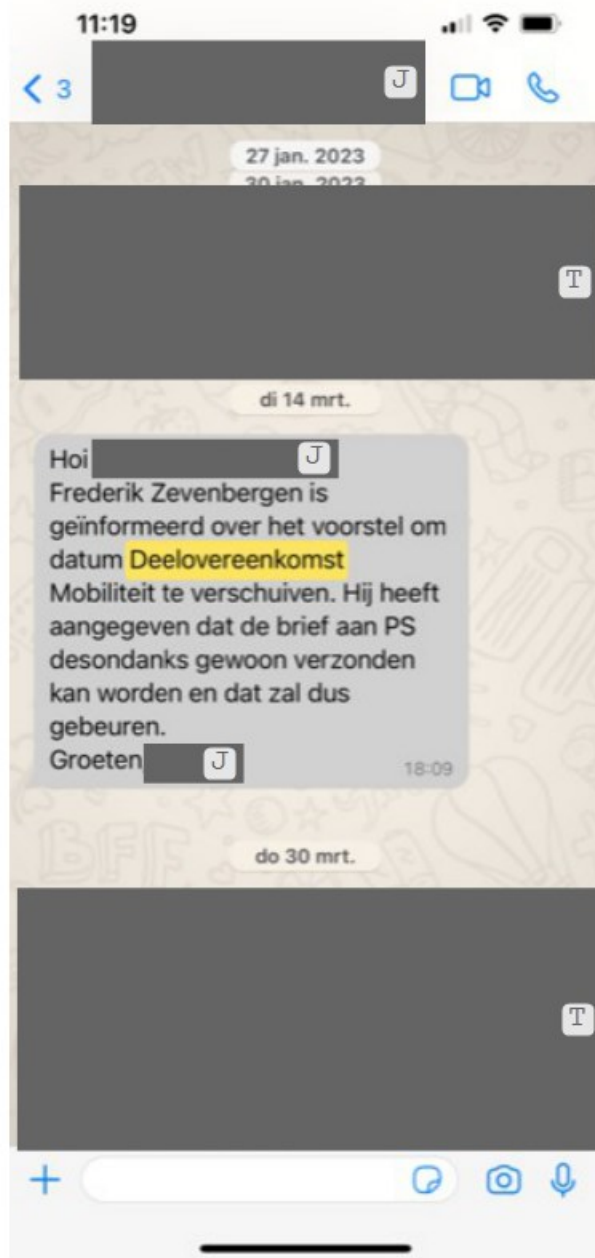 11:19
3
J
27 jan. 2023
30 jan. 2023
T
di 14 mrt.
Hoi J
Frederik Zevenbergen is
geïnformeerd over het voorstel om
datum Deelovereenkomst
Mobiliteit te verschuiven. Hij heeft
aangegeven dat de brief aan PS
desondanks gewoon verzonden
kan worden en dat zal dus
gebeuren.
Groeten J
18:09
BFF
do 30 mrt.
T